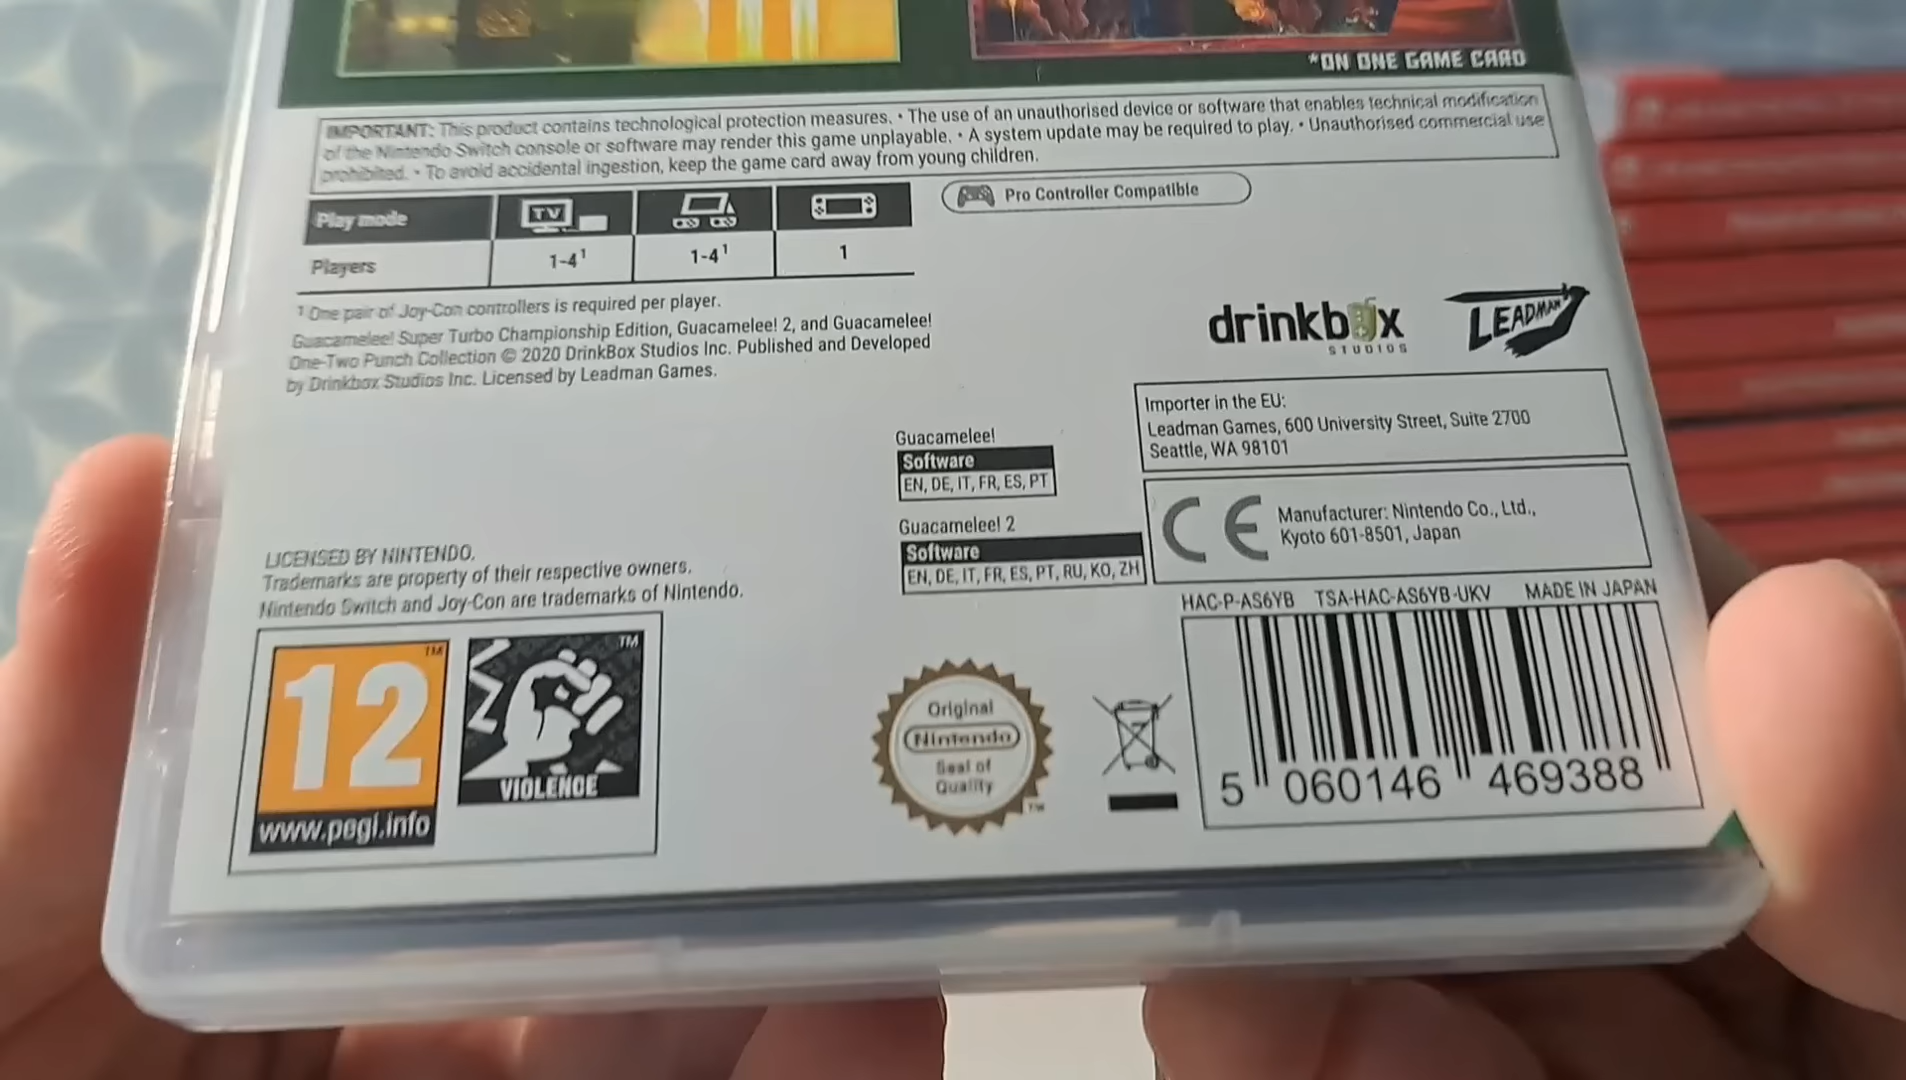 *ON ONE GAME CARD
IMPORTANT: This product contains technological protection measures. • The use of an unauthorised device or software that enables technical modification
of the Nintendo Switch console or software may render this game unplayable. • A system update may be required to play. • Unauthorised commercial use
prohibited. • To avoid accidental ingestion, keep the game card away from young children.
Play mode TV
Players 1-4¹ 1-4¹ 1
Pro Controller Compatible
¹ One pair of Joy-Con controllers is required per player.
Guacamelee! Super Turbo Championship Edition, Guacamelee! 2, and Guacamelee!
One-Two Punch Collection © 2020 DrinkBox Studios Inc. Published and Developed
by Drinkbox Studios Inc. Licensed by Leadman Games.
drinkbox
STUDIOS
LEADMAN
Importer in the EU:
Leadman Games, 600 University Street, Suite 2700
Seattle, WA 98101
Guacamelee!
Software
EN, DE, IT, FR, ES, PT
Guacamelee! 2
Software
EN, DE, IT, FR, ES, PT, RU, KO, ZH
CE
Manufacturer: Nintendo Co., Ltd.,
Kyoto 601-8501, Japan
LICENSED BY NINTENDO.
Trademarks are property of their respective owners.
Nintendo Switch and Joy-Con are trademarks of Nintendo.
HAC-P-AS6YB TSA-HAC-AS6YB-UKV MADE IN JAPAN
12™
www.pegi.info
™
VIOLENCE
Original
Nintendo
Seal of
Quality
™
5 060146 469388